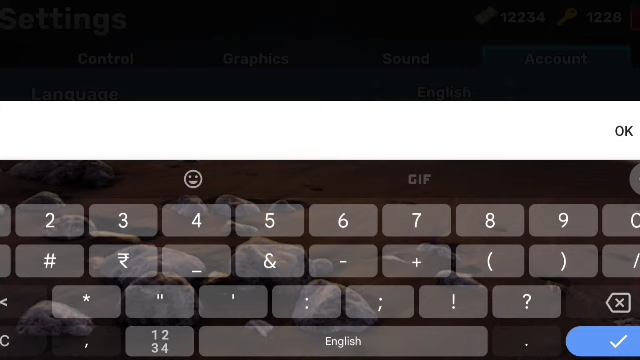 Settings
12234 1228
Control Graphics Sound Account
Language English
OK
GIF
2 3 4 5 6 7 8 9
# ₹ _ & - + ( ) /
< * " ' : ; ! ?
C , 12 34 English .